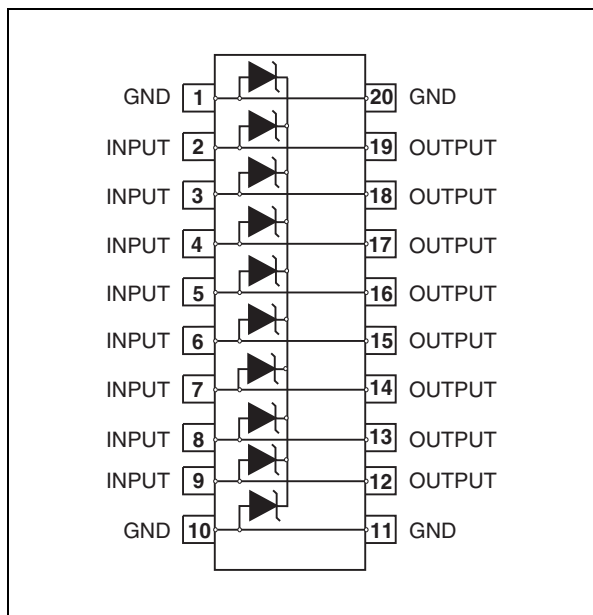 GND 1 20 GND
INPUT 2 19 OUTPUT
INPUT 3 18 OUTPUT
INPUT 4 17 OUTPUT
INPUT 5 16 OUTPUT
INPUT 6 15 OUTPUT
INPUT 7 14 OUTPUT
INPUT 8 13 OUTPUT
INPUT 9 12 OUTPUT
GND 10 11 GND